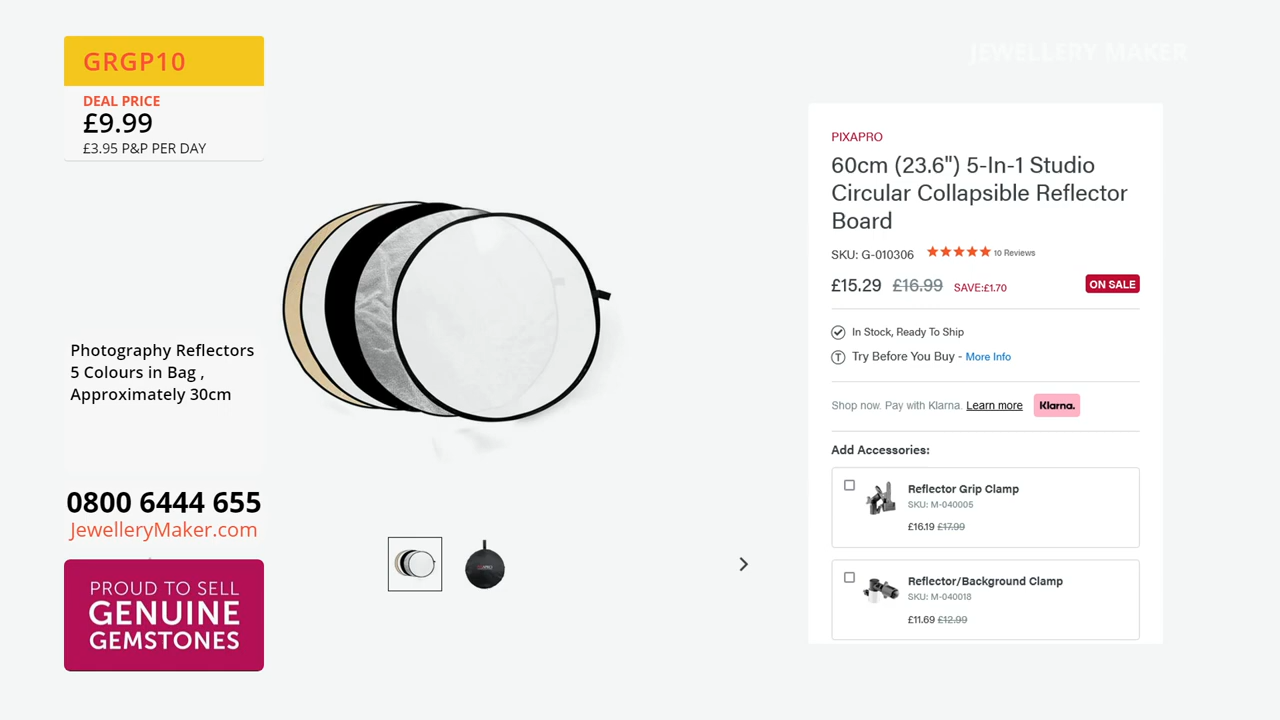 GRGP10
DEAL PRICE
£9.99
£3.95 P&P PER DAY
Photography Reflectors
5 Colours in Bag ,
Approximately 30cm
0800 6444 655
JewelleryMaker.com
PROUD TO SELL
GENUINE
GEMSTONES
JEWELLERY MAKER
PIXAPRO
60cm (23.6") 5-In-1 Studio
Circular Collapsible Reflector
Board
SKU: G-010306 10 Reviews
£15.29 £16.99 SAVE:£1.70 ON SALE
In Stock, Ready To Ship
T Try Before You Buy - More Info
Shop now. Pay with Klarna. Learn more Klarna.
Add Accessories:
Reflector Grip Clamp
SKU: M-040005
£16.19 £17.99
Reflector/Background Clamp
SKU: M-040018
£11.69 £12.99